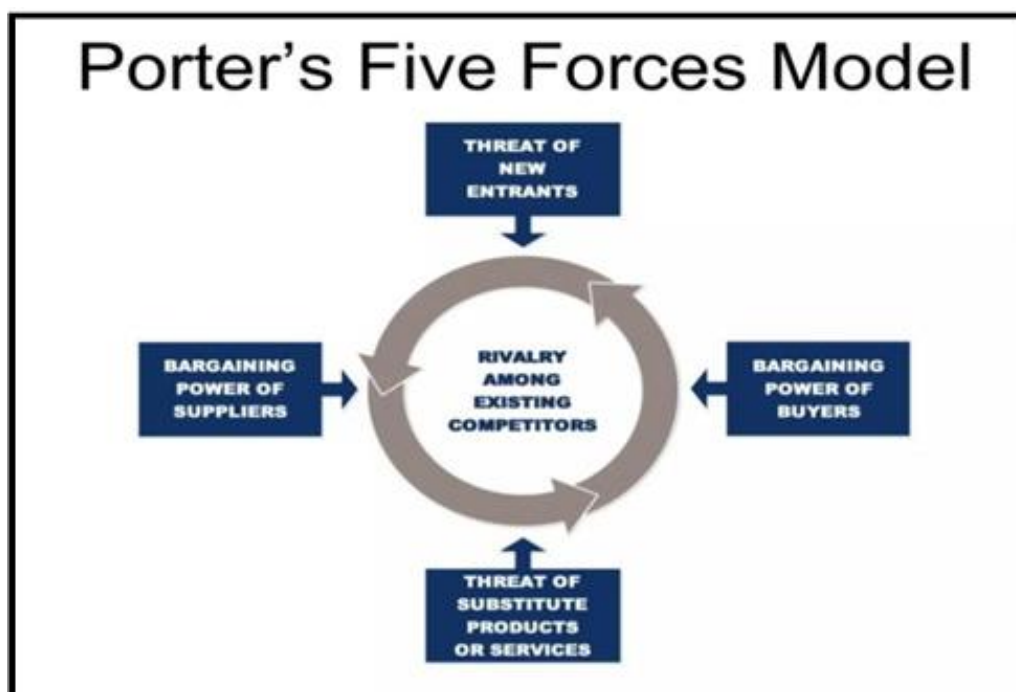 Porter's Five Forces Model
THREAT OF
NEW
ENTRANTS
BARGAINING
POWER OF
SUPPLIERS
RIVALRY
AMONG
EXISTING
COMPETITORS
BARGAINING
POWER OF
BUYERS
THREAT OF
SUBSTITUTE
PRODUCTS
OR SERVICES